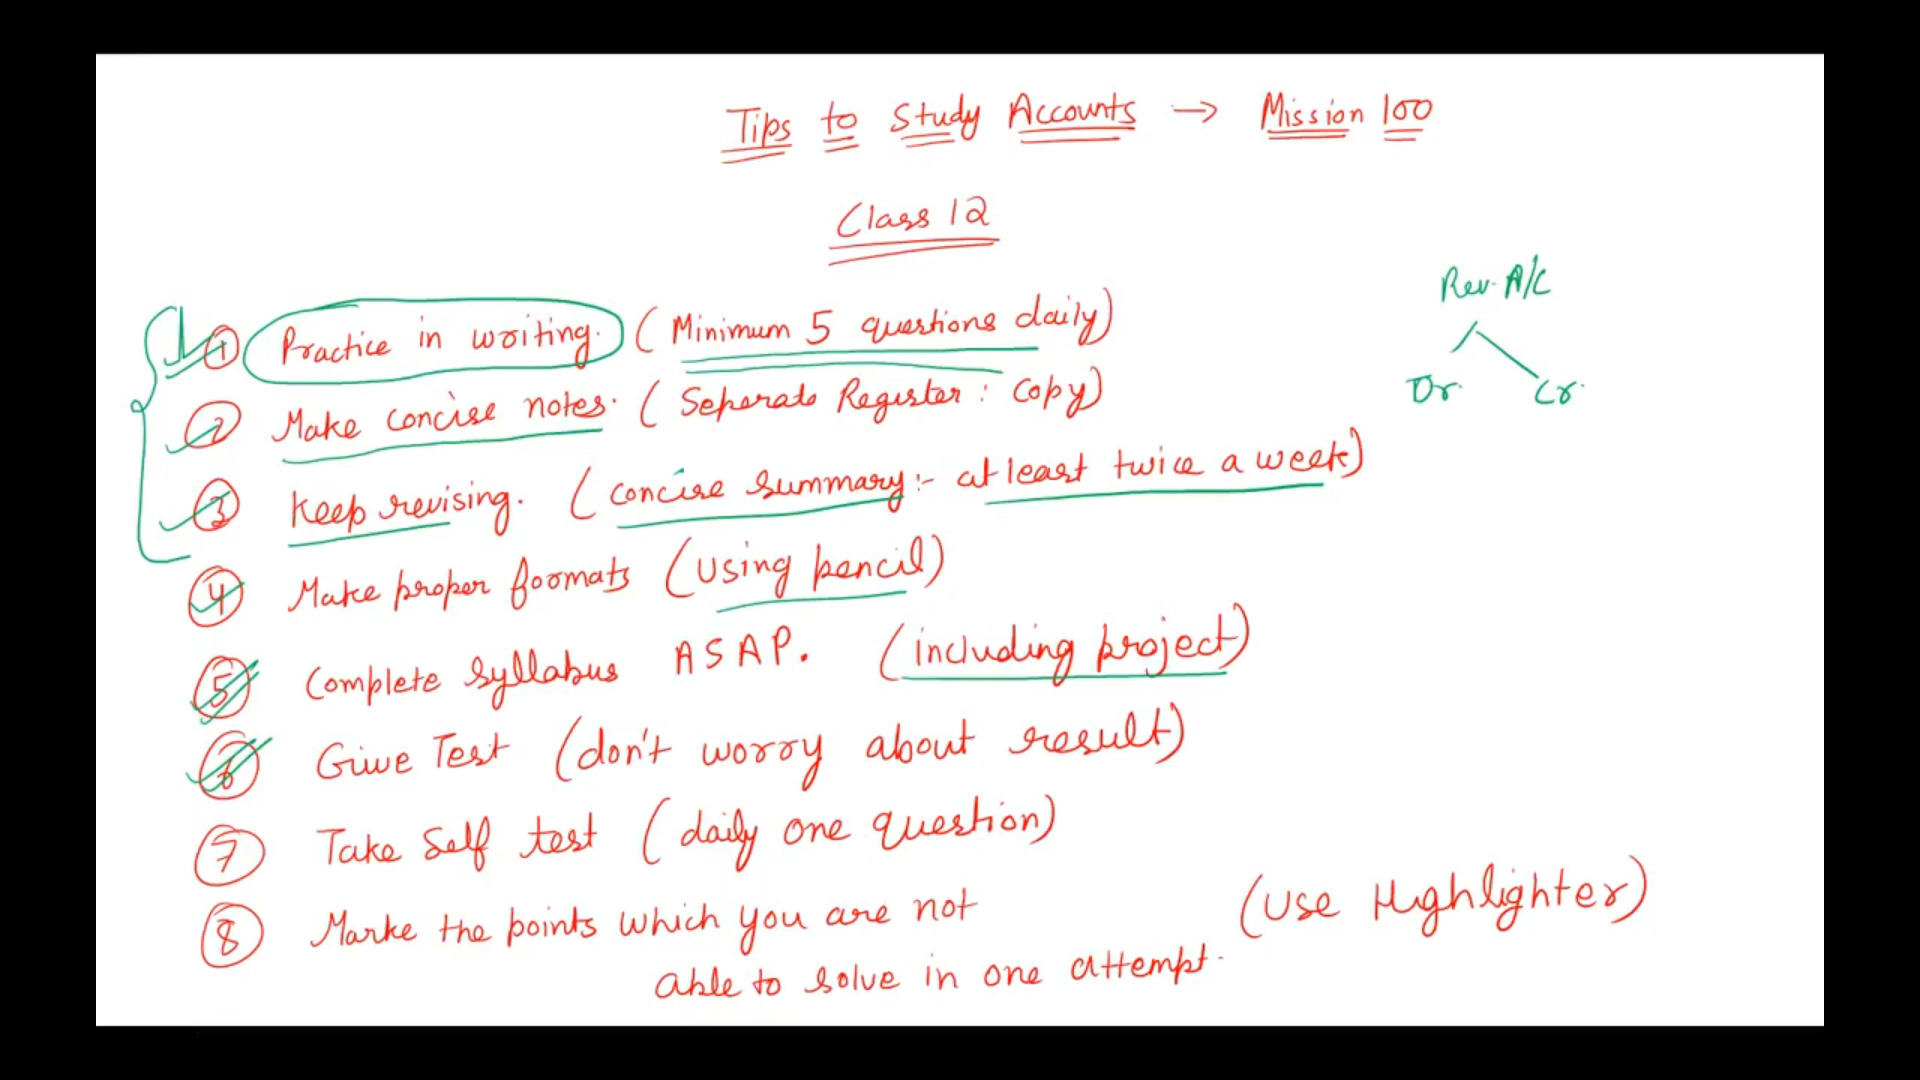 Tips to Study Accounts → Mission 100
Class 12
Rev. A/C
Dr. Cr.
① Practice in writing. (Minimum 5 questions daily)
② Make concise notes. (Seperate Register : Copy)
③ Keep revising. (concise summary :- at least twice a week)
④ Make proper formats (using pencil)
⑤ Complete syllabus ASAP. (including project)
⑥ Give Test (don't worry about result)
⑦ Take Self test (daily one question)
⑧ Marke the points which you are not
able to solve in one attempt. (Use Highlighter)